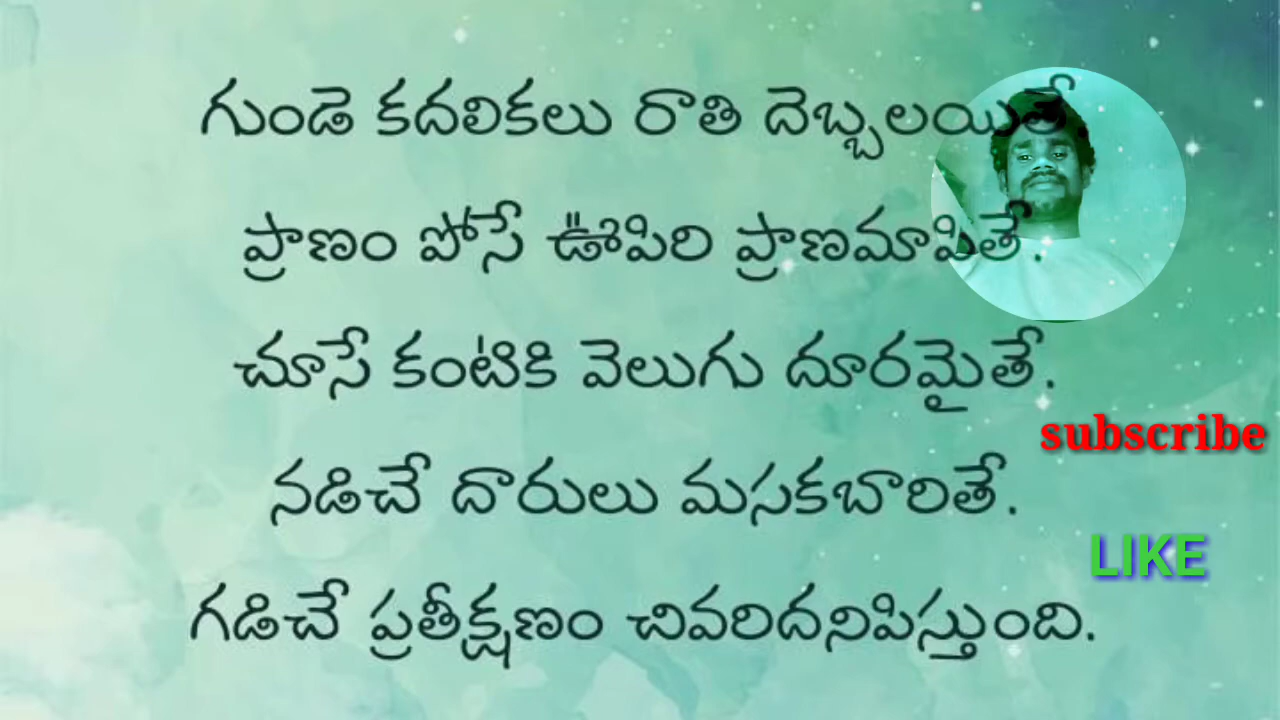 గుండె కదలికలు రాతి దెబ్బలయితే.
ప్రాణం పోసే ఊపిరి ప్రాణమాపితే.
చూసే కంటికి వెలుగు దూరమైతే.
subscribe
నడిచే దారులు మసకబారితే.
LIKE
గడిచే ప్రతీక్షణం చివరిదనిపిస్తుంది.